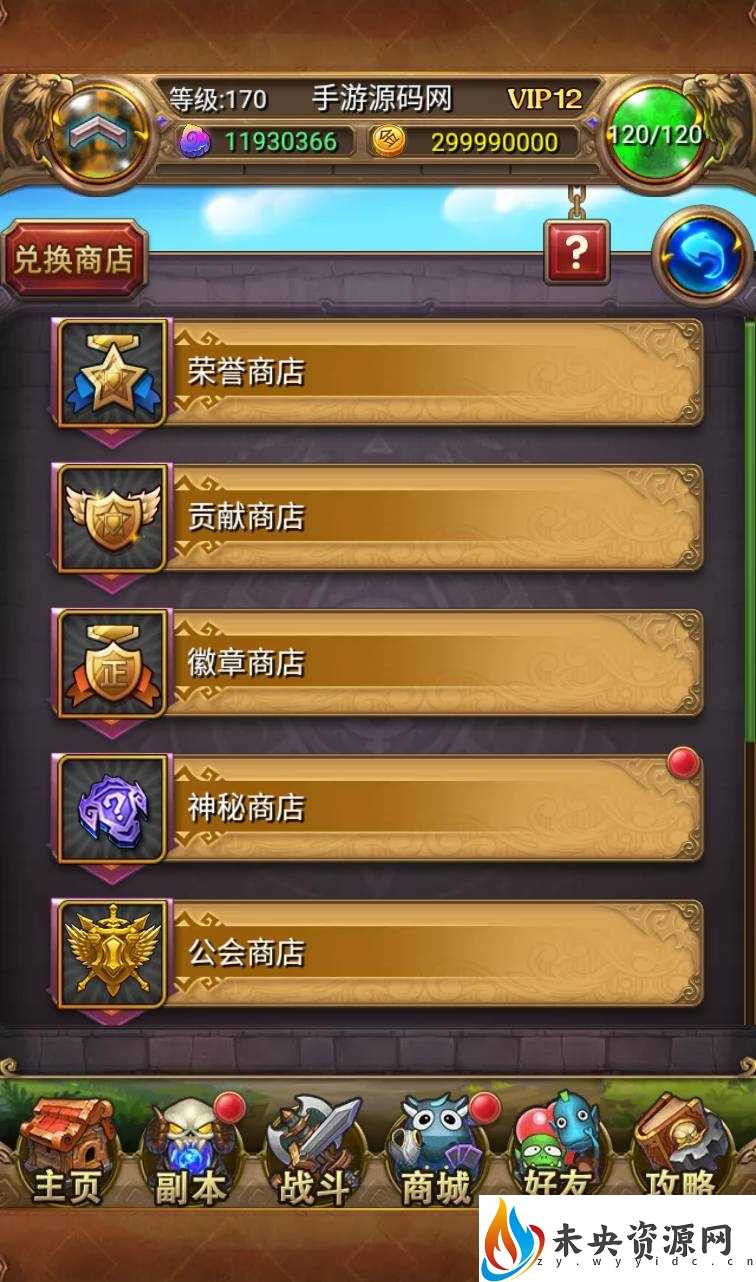 等级:170 手游源码网 VIP12
11930366 299990000 120/120
兑换商店 ?
荣誉商店
贡献商店
正
徽章商店
神秘商店
公会商店
主页 副本 战斗 商城 好友 攻略
未央资源网
zy.wyyidc.cn